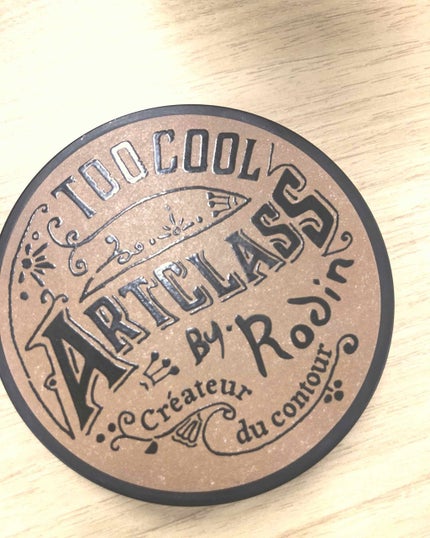 TOO COOL
ARTCLASS
By. Rodin
Créateur
du contour